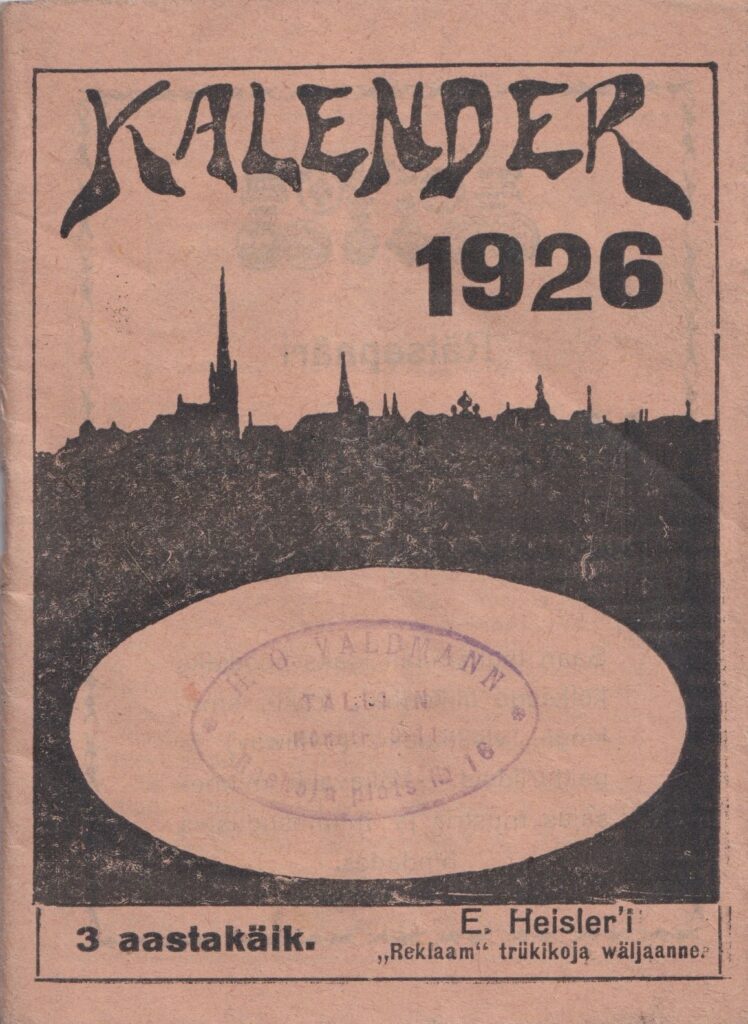 KALENDER
1926
H. O. VALDMANN
TALLINN
3 aastakäik.
E. Heisler'i
„Reklaam“ trükikoja wäljaanne.